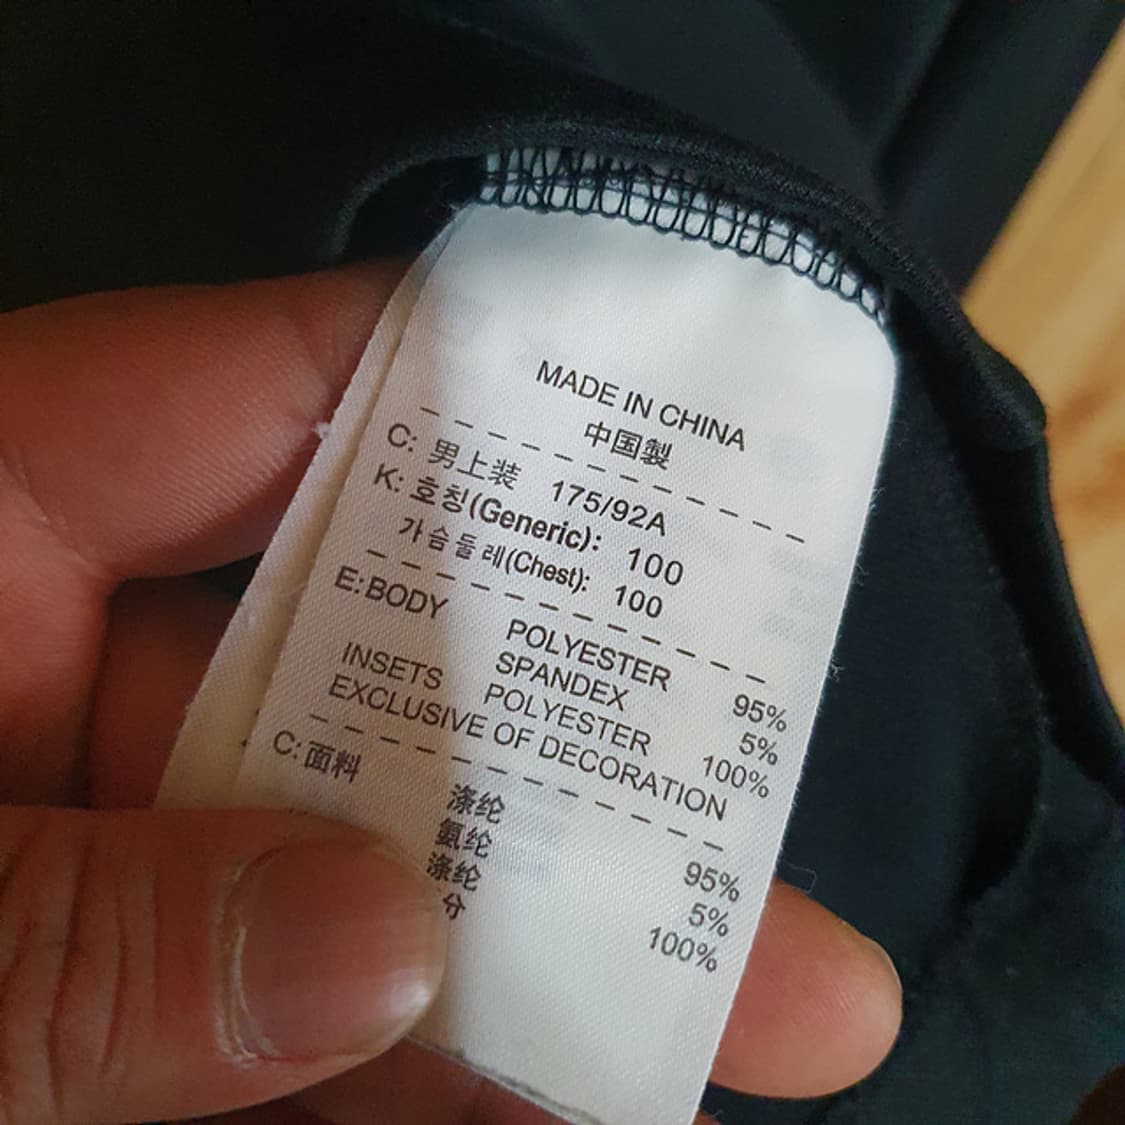 MADE IN CHINA
中国製
C: 男上装 175/92A
K: 호칭(Generic): 100
가슴둘레(Chest): 100
E:BODY POLYESTER 95%
SPANDEX 5%
INSETS POLYESTER 100%
EXCLUSIVE OF DECORATION
C:面料 涤纶 95%
氨纶 5%
涤纶 100%
分